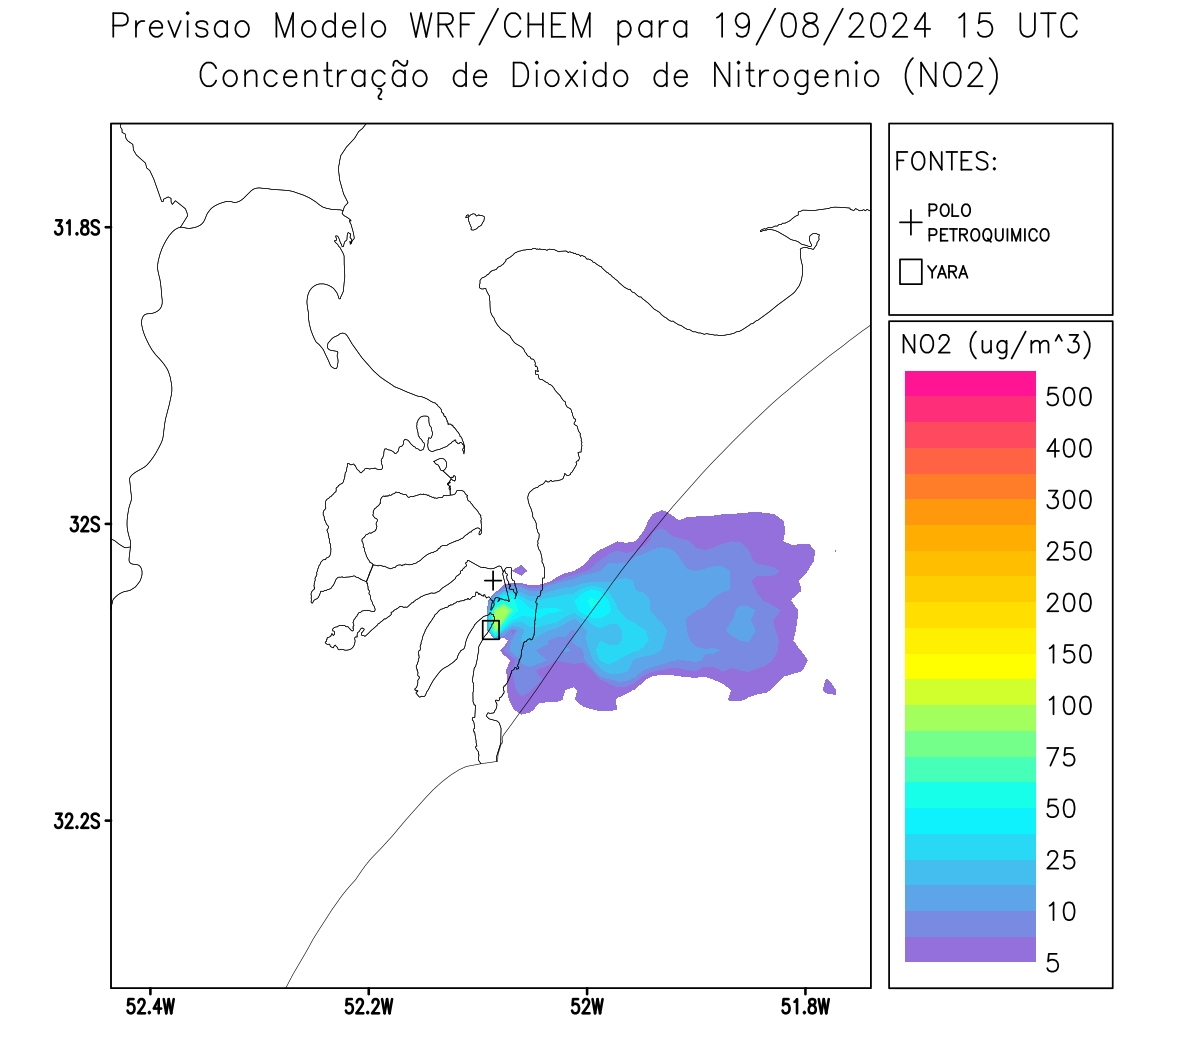 Previsao Modelo WRF/CHEM para 19/08/2024 15 UTC
Concentração de Dioxido de Nitrogenio (NO2)
FONTES:
POLO
PETROQUIMICO
YARA
NO2 (ug/m^3)
500
400
300
250
200
150
100
75
50
25
10
5
31.8S
32S
32.2S
52.4W
52.2W
52W
51.8W